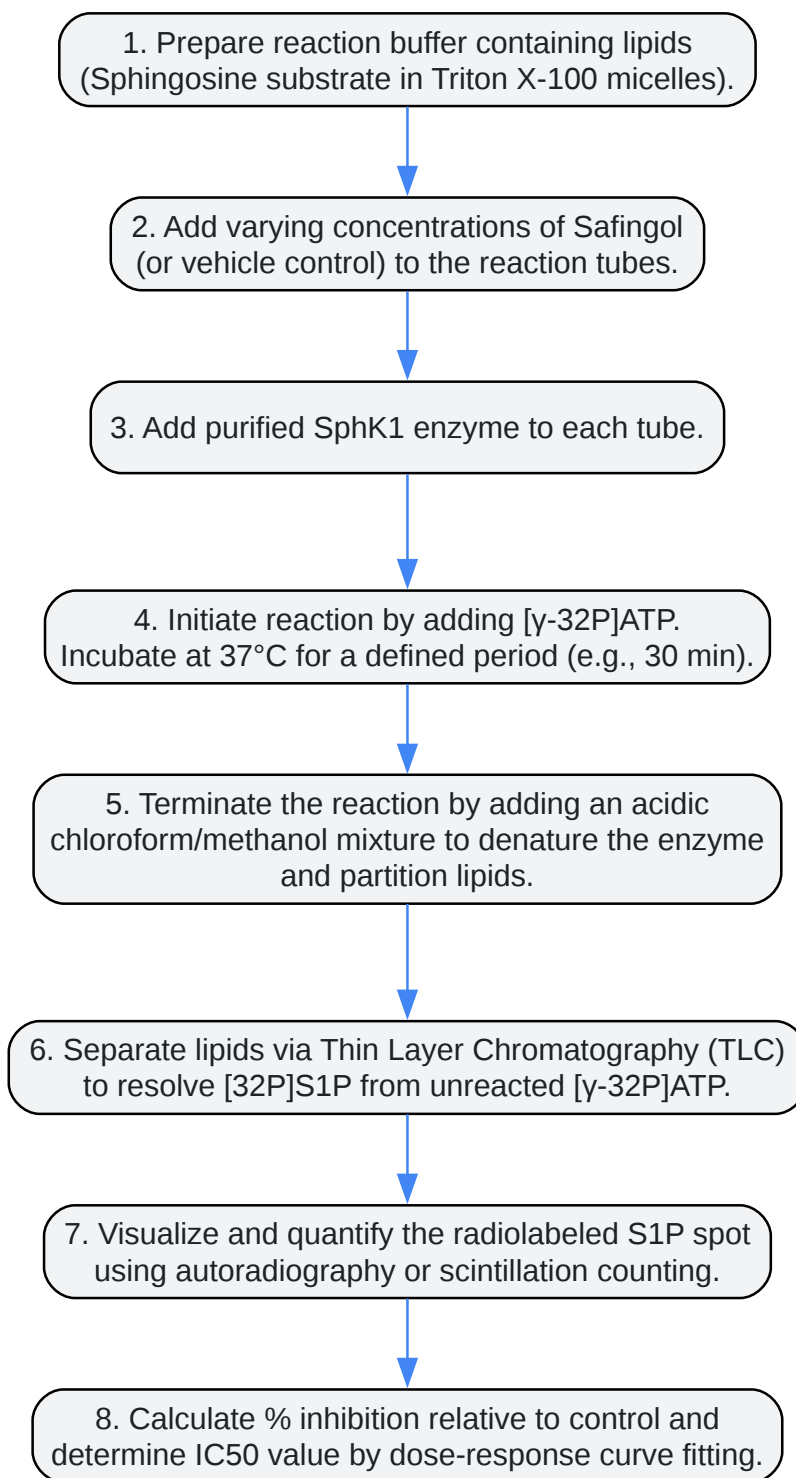 1. Prepare reaction buffer containing lipids
(Sphingosine substrate in Triton X-100 micelles).
2. Add varying concentrations of Safingol
(or vehicle control) to the reaction tubes.
3. Add purified SphK1 enzyme to each tube.
4. Initiate reaction by adding [γ-32P]ATP.
Incubate at 37°C for a defined period (e.g., 30 min).
5. Terminate the reaction by adding an acidic
chloroform/methanol mixture to denature the enzyme
and partition lipids.
6. Separate lipids via Thin Layer Chromatography (TLC)
to resolve [32P]S1P from unreacted [γ-32P]ATP.
7. Visualize and quantify the radiolabeled S1P spot
using autoradiography or scintillation counting.
8. Calculate % inhibition relative to control and
determine IC50 value by dose-response curve fitting.